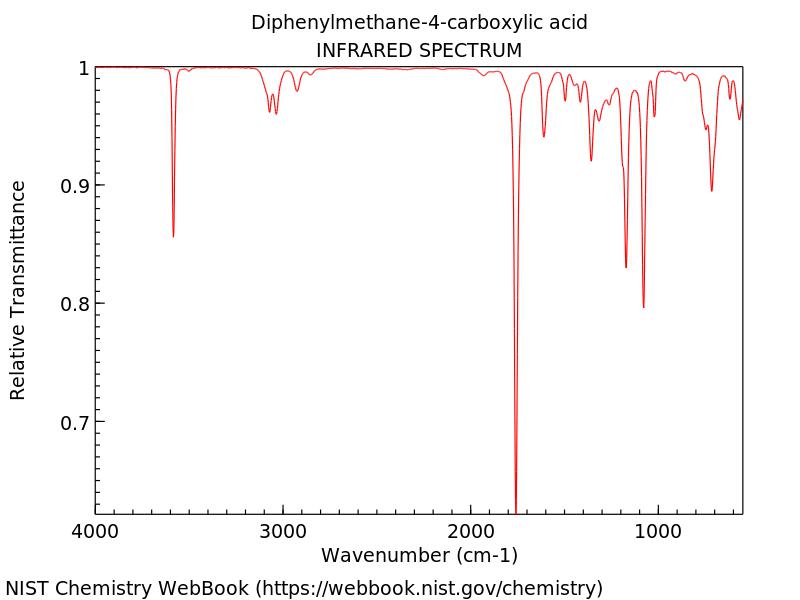 Diphenylmethane-4-carboxylic acid
INFRARED SPECTRUM
1
0.9
0.8
0.7
Relative Transmittance
4000 3000 2000 1000
Wavenumber (cm-1)
NIST Chemistry WebBook (https://webbook.nist.gov/chemistry)